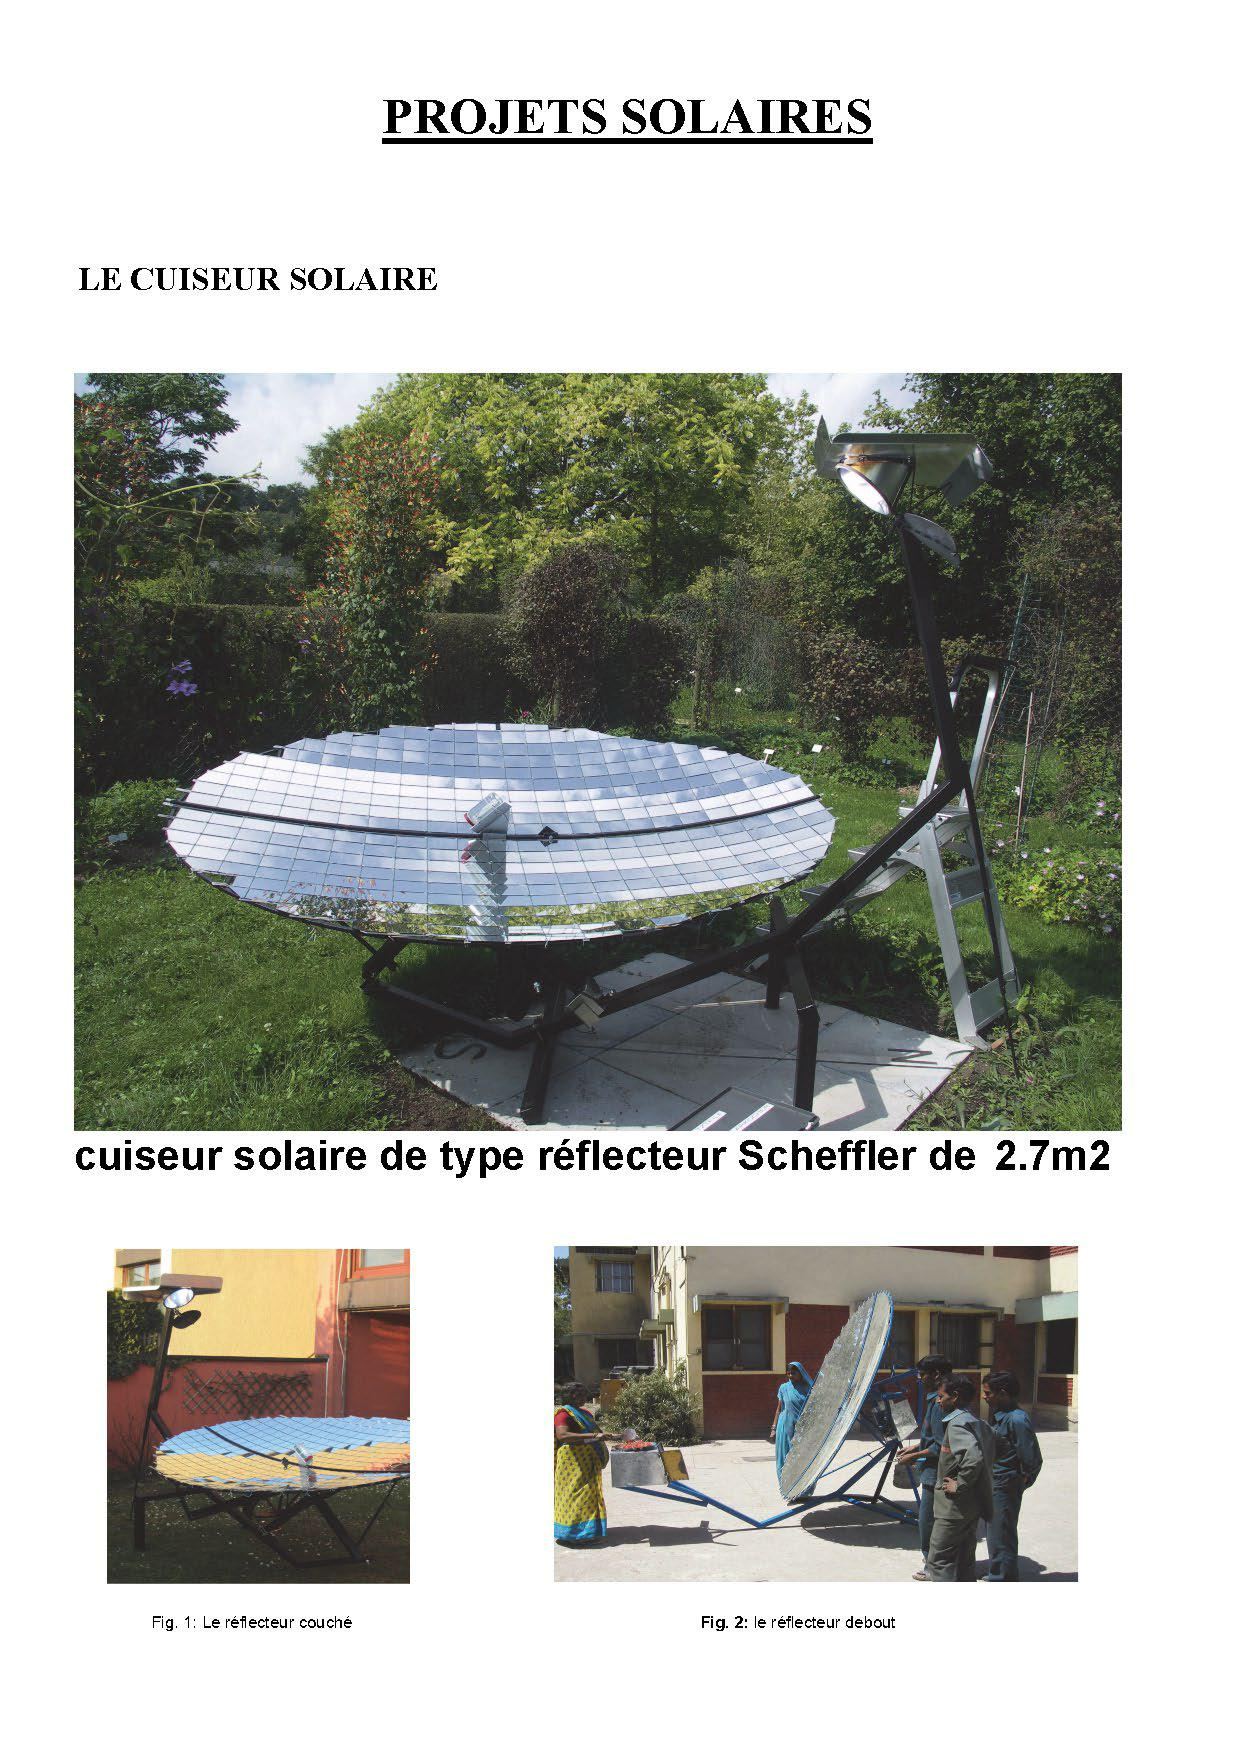 PROJETS SOLAIRES
LE CUISEUR SOLAIRE
S
N
cuiseur solaire de type réflecteur Scheffler de 2.7m2
Fig. 1: Le réflecteur couché
Fig. 2: le réflecteur debout